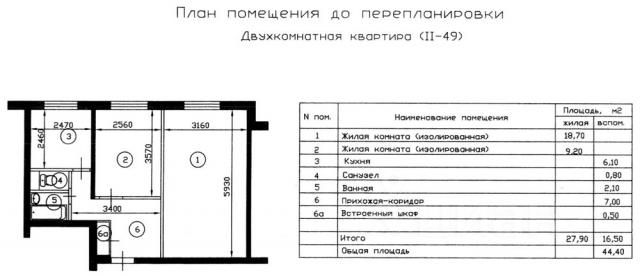 План помещения до перепланировки
Двухкомнатная квартира (II-49)
2470 2560 3160
2460 3570 5930
3 2 1
4
5
3400
6а 6
N пом. Наименование помещения Площадь, м2
жилая вспом.
1 Жилая комната (изолированная) 18,70
2 Жилая комната (изолированная) 9,20
3 Кухня 6,10
4 Санузел 0,80
5 Ванная 2,10
6 Прихожая-коридор 7,00
6а Встроенный шкаф 0,50
Итого 27,90 16,50
Общая площадь 44,40